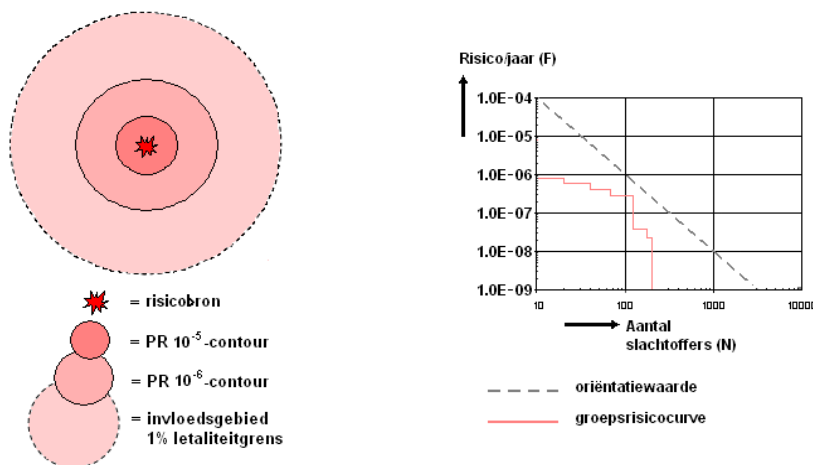 = risicobron
= PR 10⁻⁵-contour
= PR 10⁻⁶-contour
= invloedsgebied
1% letaliteitgrens
Risico/jaar (F)
1.0E−04
1.0E−05
1.0E−06
1.0E−07
1.0E−08
1.0E−09
10 100 1000 10000
Aantal
slachtoffers (N)
oriëntatiewaarde
groepsrisicocurve